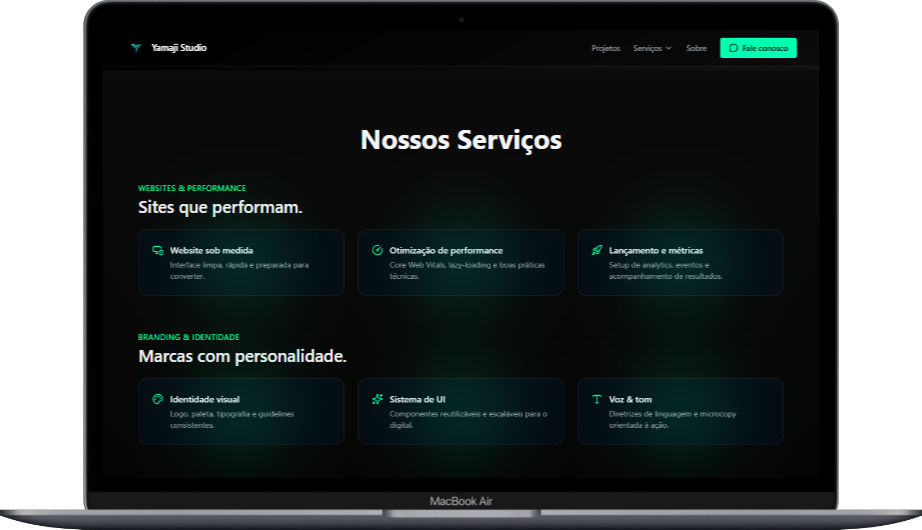 Yamaji Studio
Projetos
Serviços
Sobre
Fale conosco
Nossos Serviços
WEBSITES & PERFORMANCE
Sites que performam.
Website sob medida
Interface limpa, rápida e preparada para
converter.
Otimização de performance
Core Web Vitals, lazy-loading e boas práticas
técnicas.
Lançamento e métricas
Setup de analytics, eventos e
acompanhamento de resultados.
BRANDING & IDENTIDADE
Marcas com personalidade.
Identidade visual
Logo, paleta, tipografia e guidelines
consistentes.
Sistema de UI
Componentes reutilizáveis e escaláveis para o
digital.
Voz & tom
Diretrizes de linguagem e microcopy
orientada à ação.
MacBook Air